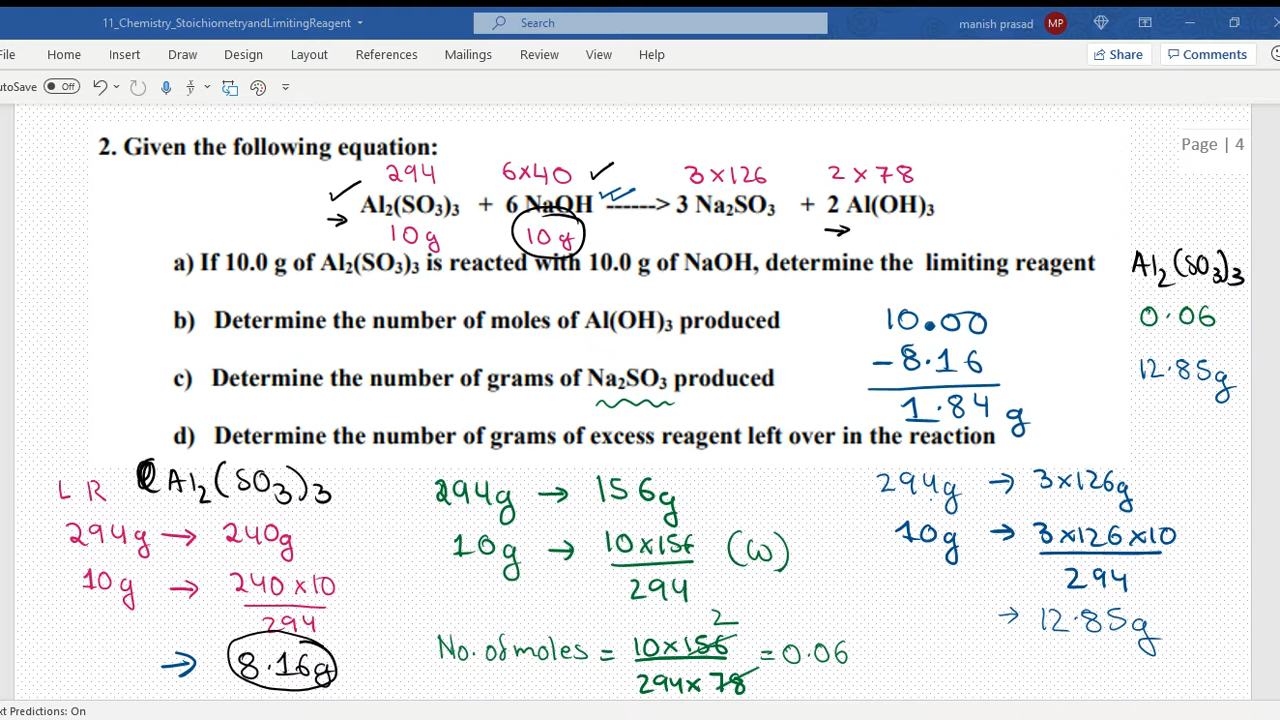 11_Chemistry_StoichiometryandLimitingReagent
Search
manish prasad MP
File Home Insert Draw Design Layout References Mailings Review View Help
Share Comments
AutoSave Off
Page | 4
2. Given the following equation:
294 6×40 3×126 2×78
Al₂(SO₃)₃ + 6 NaOH ------> 3 Na₂SO₃ + 2 Al(OH)₃
10g 10g
a) If 10.0 g of Al₂(SO₃)₃ is reacted with 10.0 g of NaOH, determine the limiting reagent
Al₂(SO₃)₃
b) Determine the number of moles of Al(OH)₃ produced
0.06
c) Determine the number of grams of Na₂SO₃ produced
12.85g
10.00
-8.16
1.84 g
d) Determine the number of grams of excess reagent left over in the reaction
L R Al₂(SO₃)₃
294g → 240g
10g → 240×10
294
→ 8.16g
294g → 156g
10g → 10×156 (W)
294
2
No. of moles = 10×156 = 0.06
294×78
294g → 3×126g
10g → 3×126×10
294
→ 12.85g
Text Predictions: On